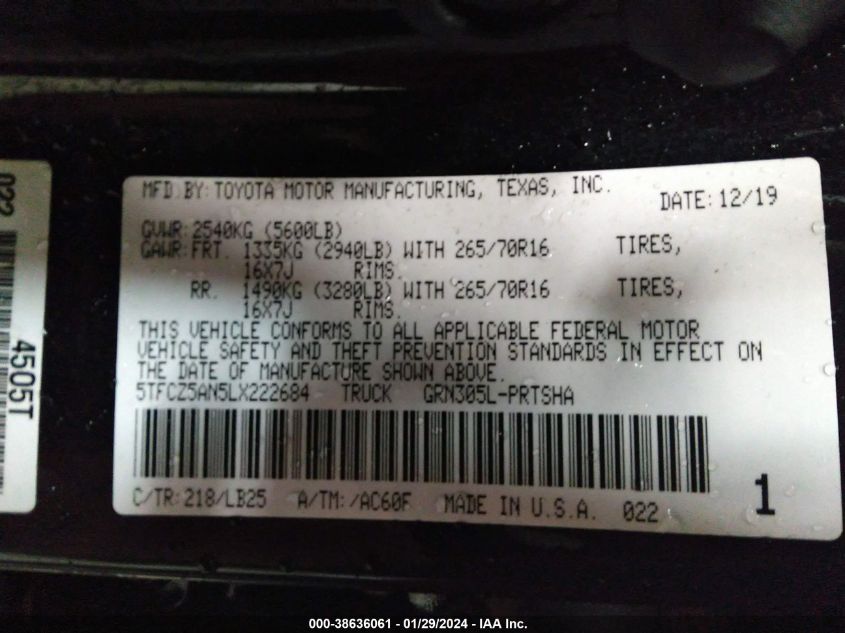 MFD BY: TOYOTA MOTOR MANUFACTURING, TEXAS, INC. DATE: 12/19
GVWR: 2540KG (5600LB)
GAWR: FRT. 1335KG (2940LB) WITH 265/70R16 TIRES,
16X7J RIMS.
RR. 1490KG (3280LB) WITH 265/70R16 TIRES,
16X7J RIMS.
THIS VEHICLE CONFORMS TO ALL APPLICABLE FEDERAL MOTOR
VEHICLE SAFETY AND THEFT PREVENTION STANDARDS IN EFFECT ON
THE DATE OF MANUFACTURE SHOWN ABOVE.
5TFCZ5AN5LX222684 TRUCK GRN305L-PRTSHA
C/TR: 218/LB25 A/TM: /AC60F MADE IN U.S.A. 022 1
022
4505T
000-38636061 - 01/29/2024 - IAA Inc.